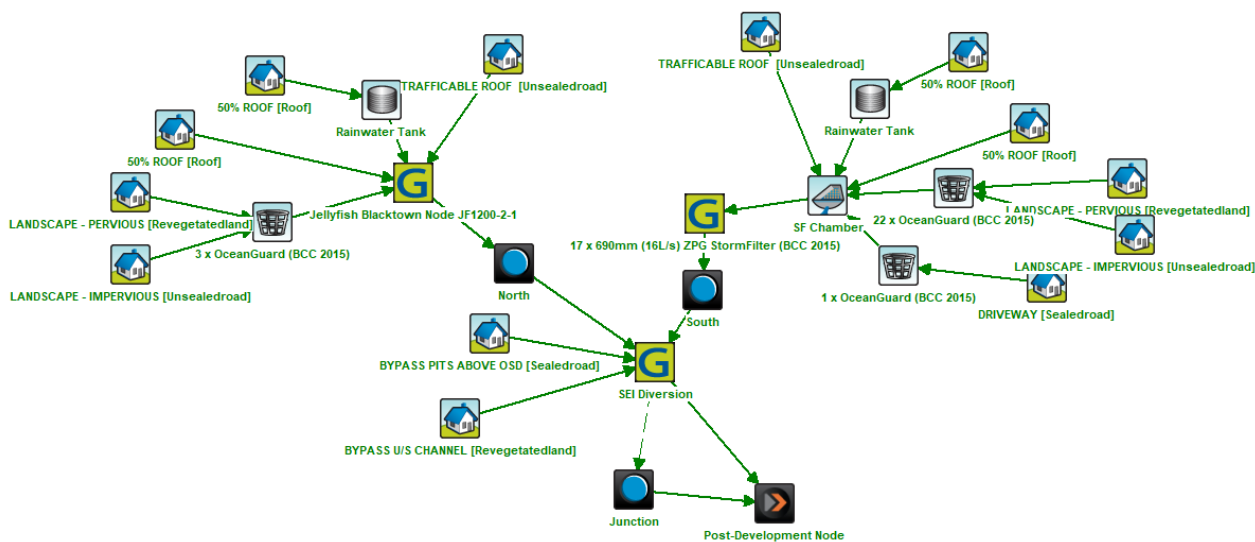 TRAFFICABLE ROOF [Unsealedroad]
50% ROOF [Roof]
Rainwater Tank
50% ROOF [Roof]
G
Jellyfish Blacktown Node JF1200-2-1
LANDSCAPE - PERVIOUS [Revegetatedland]
3 x OceanGuard (BCC 2015)
LANDSCAPE - IMPERVIOUS [Unsealedroad]
North
TRAFFICABLE ROOF [Unsealedroad]
50% ROOF [Roof]
Rainwater Tank
50% ROOF [Roof]
SF Chamber
22 x OceanGuard (BCC 2015)
LANDSCAPE - PERVIOUS [Revegetatedland]
LANDSCAPE - IMPERVIOUS [Unsealedroad]
G
17 x 690mm (16L/s) ZPG StormFilter (BCC 2015)
1 x OceanGuard (BCC 2015)
DRIVEWAY [Sealedroad]
South
BYPASS PITS ABOVE OSD [Sealedroad]
G
SEI Diversion
BYPASS U/S CHANNEL [Revegetatedland]
Junction
Post-Development Node